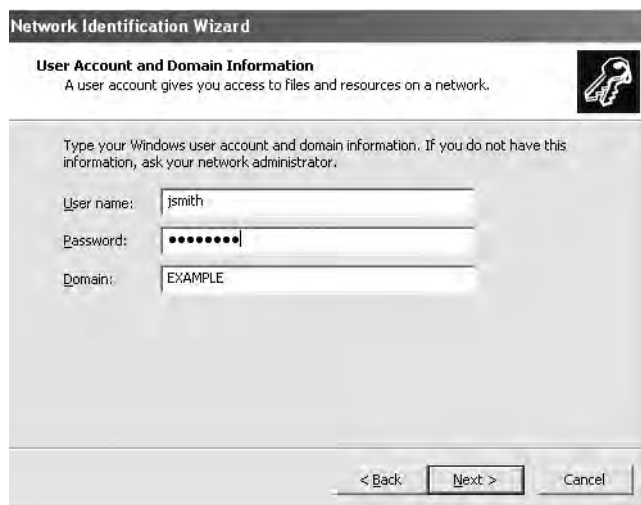 Network Identification Wizard
User Account and Domain Information
A user account gives you access to files and resources on a network.
Type your Windows user account and domain information. If you do not have this
information, ask your network administrator.
User name: jsmith
Password: ●●●●●●●●
Domain: EXAMPLE
< Back Next > Cancel